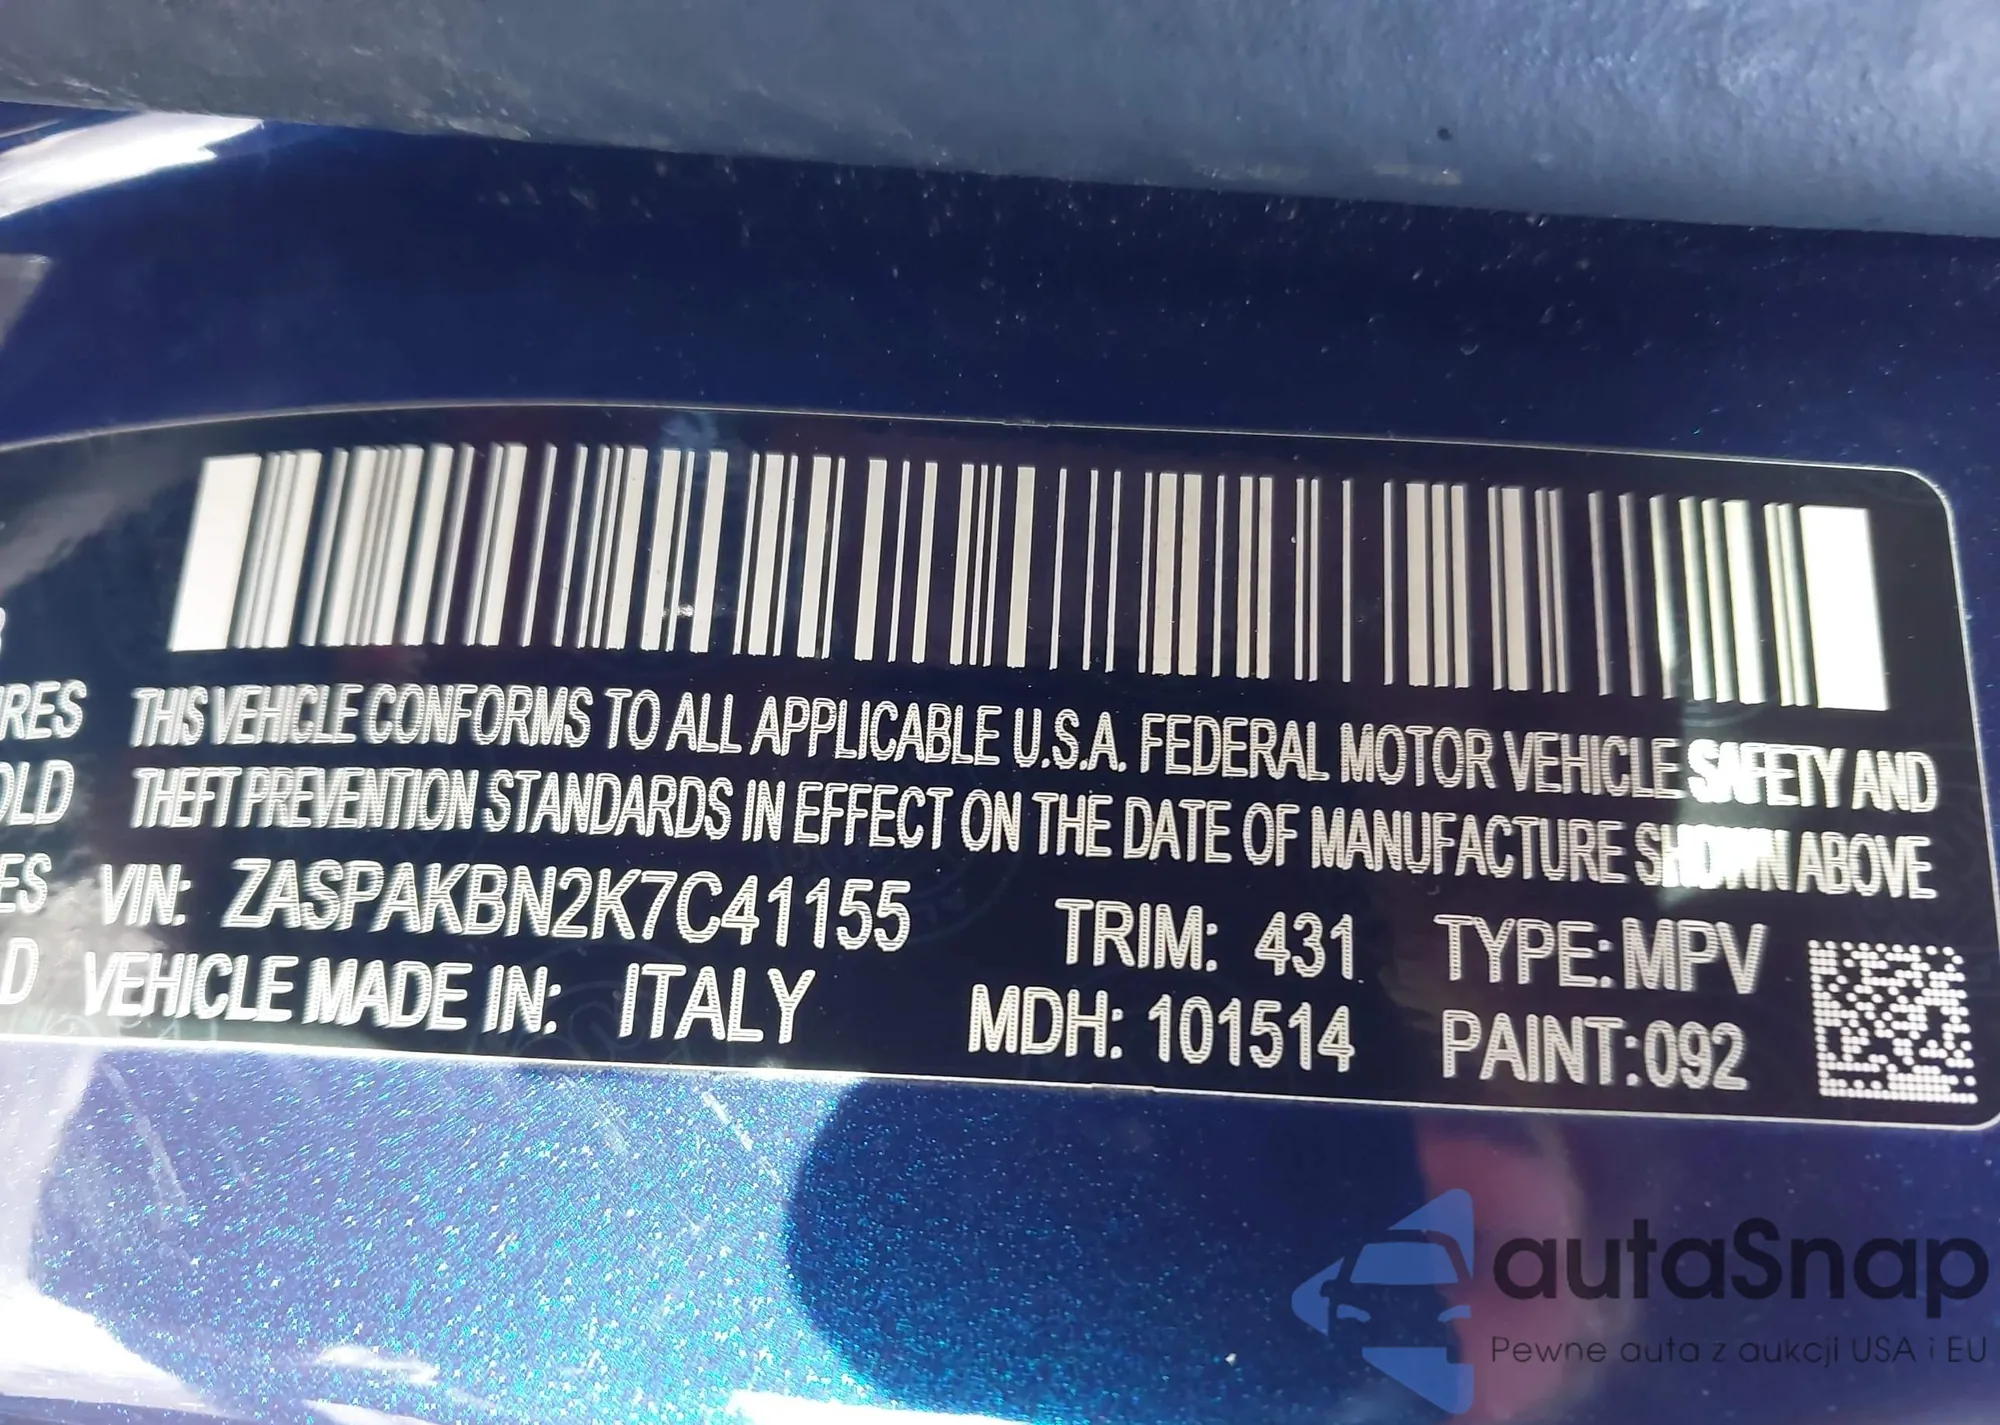 RES
OLD
ES
D
THIS VEHICLE CONFORMS TO ALL APPLICABLE U.S.A. FEDERAL MOTOR VEHICLE SAFETY AND
THEFT PREVENTION STANDARDS IN EFFECT ON THE DATE OF MANUFACTURE SHOWN ABOVE
VIN: ZASPAKBN2K7C41155 TRIM: 431 TYPE: MPV
VEHICLE MADE IN: ITALY MDH: 101514 PAINT:092
autaSnap
Pewne auta z aukcji USA i EU